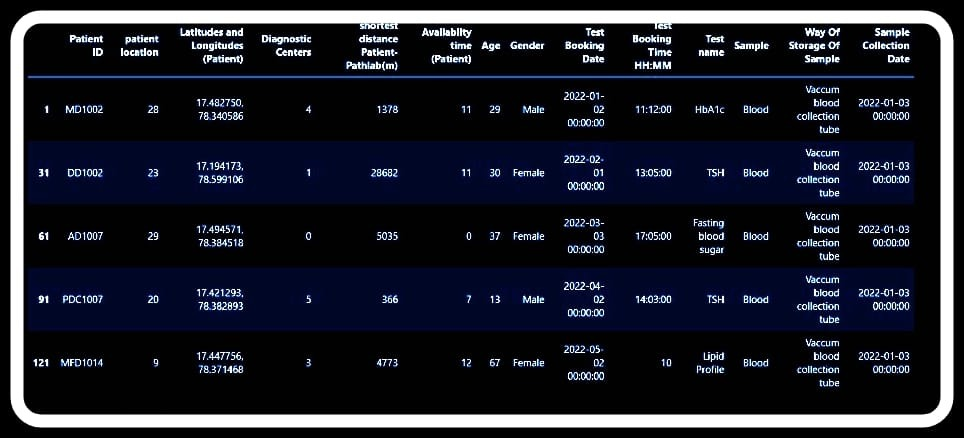 Patient ID | patient location | Latitudes and Longitudes (Patient) | Diagnostic Centers | shortest distance Patient-Pathlab(m) | Availabilty time (Patient) | Age | Gender | Test Booking Date | Test Booking Time HH:MM | Test name | Sample | Way Of Storage Of Sample | Sample Collection Date
1 | MD1002 | 28 | 17.482750, 78.340586 | 4 | 1378 | 11 | 29 | Male | 2022-01-02 00:00:00 | 11:12:00 | HbA1c | Blood | Vaccum blood collection tube | 2022-01-03 00:00:00
31 | DD1002 | 23 | 17.194173, 78.599106 | 1 | 28682 | 11 | 30 | Female | 2022-02-01 00:00:00 | 13:05:00 | TSH | Blood | Vaccum blood collection tube | 2022-01-03 00:00:00
61 | AD1007 | 29 | 17.494571, 78.384518 | 0 | 5035 | 0 | 37 | Female | 2022-03-03 00:00:00 | 17:05:00 | Fasting blood sugar | Blood | Vaccum blood collection tube | 2022-01-03 00:00:00
91 | PDC1007 | 20 | 17.421293, 78.382893 | 5 | 366 | 7 | 13 | Male | 2022-04-02 00:00:00 | 14:03:00 | TSH | Blood | Vaccum blood collection tube | 2022-01-03 00:00:00
121 | MFD1014 | 9 | 17.447756, 78.371468 | 3 | 4773 | 12 | 67 | Female | 2022-05-02 00:00:00 | 10 | Lipid Profile | Blood | Vaccum blood collection tube | 2022-01-03 00:00:00